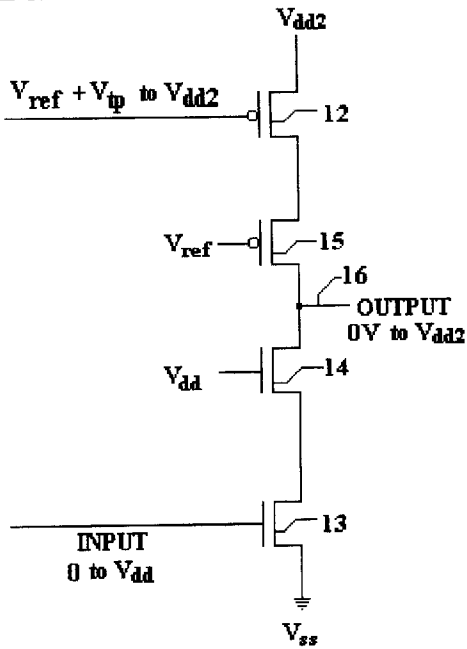 Vdd2
Vref + Vtp to Vdd2
12
Vref
15
16
OUTPUT
0V to Vdd2
Vdd
14
13
INPUT
0 to Vdd
Vss